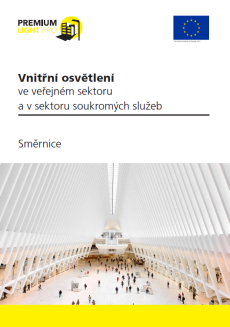 PREMIUM
LIGHT PRO
Vnitřní osvětlení
ve veřejném sektoru
a v sektoru soukromých služeb
Směrnice